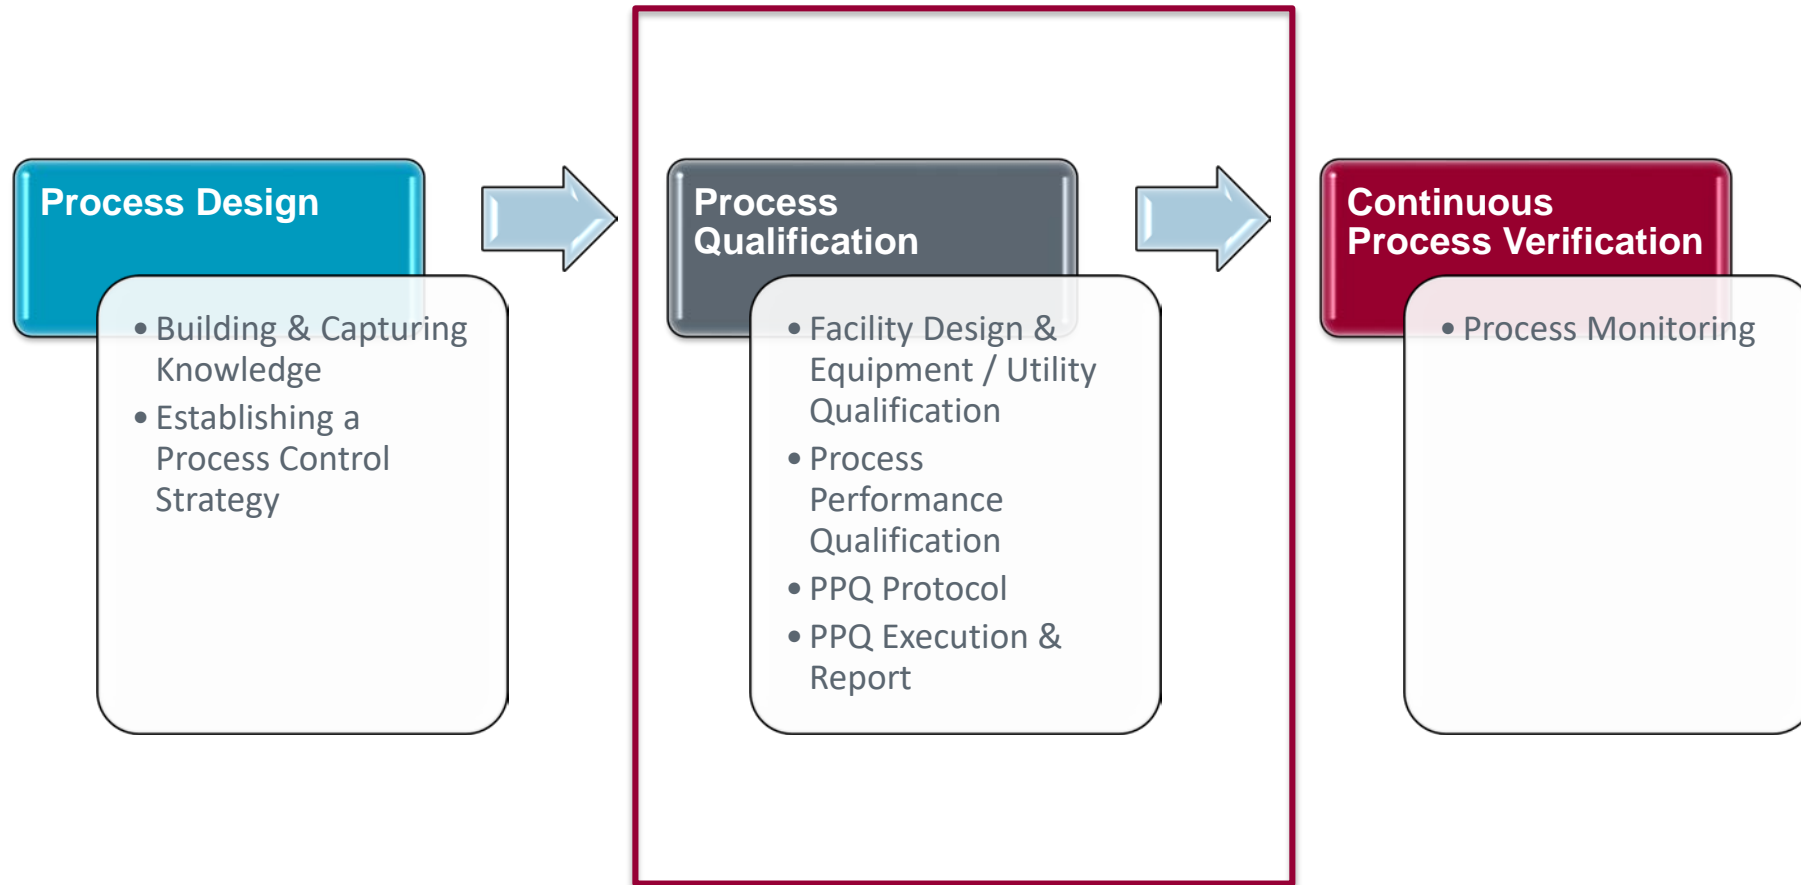 Process Design
• Building & Capturing
Knowledge
• Establishing a
Process Control
Strategy
Process
Qualification
• Facility Design &
Equipment / Utility
Qualification
• Process
Performance
Qualification
• PPQ Protocol
• PPQ Execution &
Report
Continuous
Process Verification
• Process Monitoring